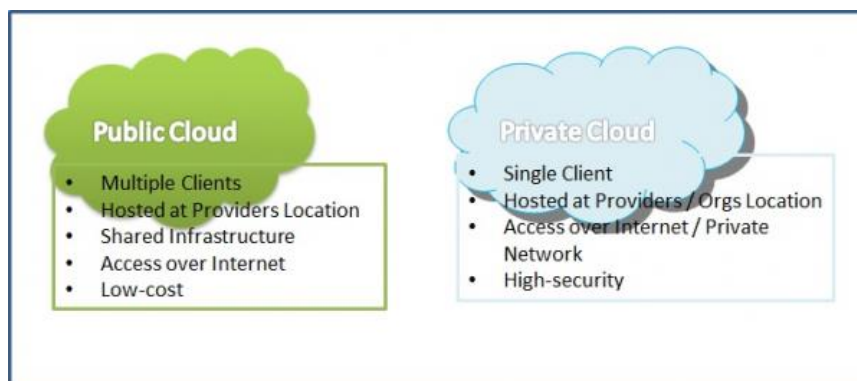 Public Cloud
• Multiple Clients
• Hosted at Providers Location
• Shared Infrastructure
• Access over Internet
• Low-cost
Private Cloud
• Single Client
• Hosted at Providers / Orgs Location
• Access over Internet / Private
Network
• High-security